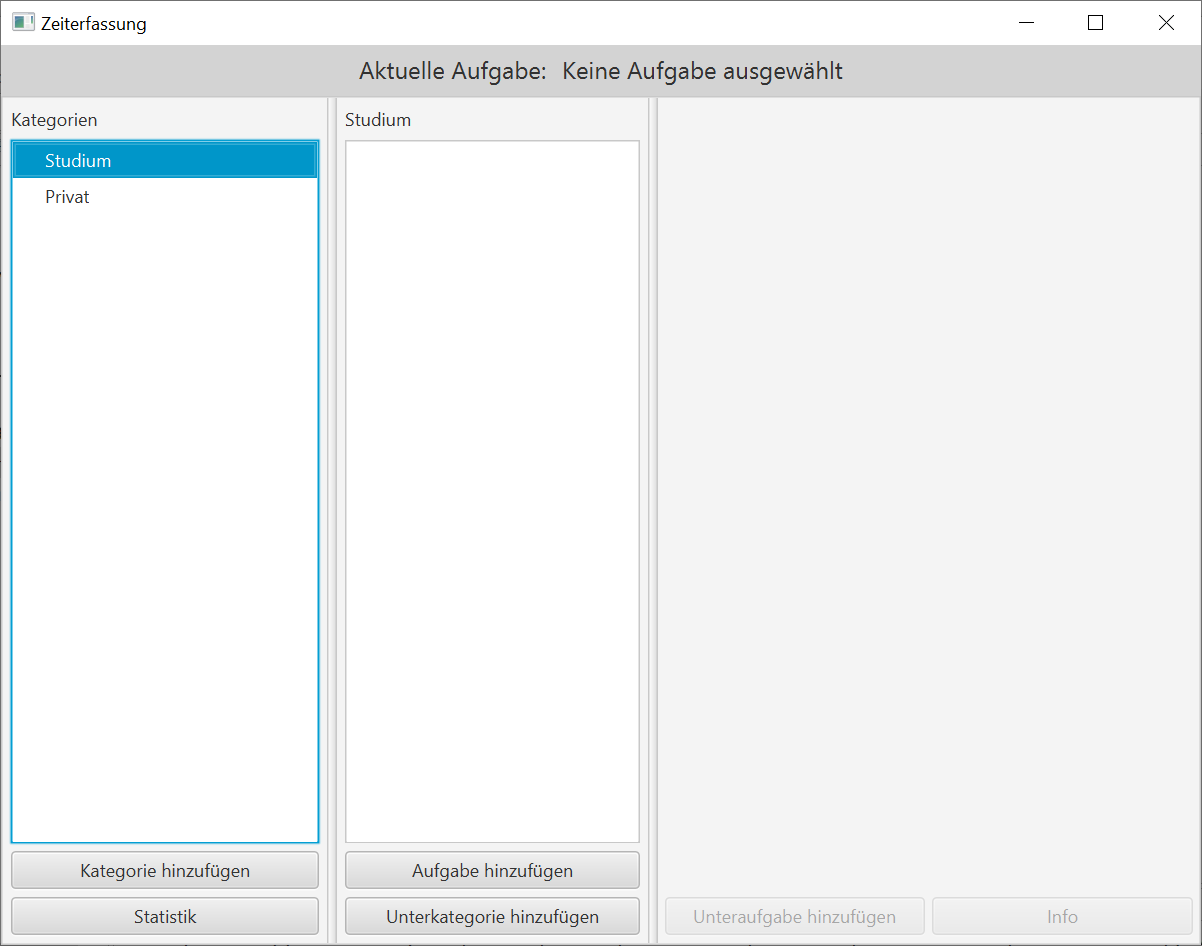 Zeiterfassung
Aktuelle Aufgabe: Keine Aufgabe ausgewählt
Kategorien
Studium
Privat
Kategorie hinzufügen
Statistik
Studium
Aufgabe hinzufügen
Unterkategorie hinzufügen
Unteraufgabe hinzufügen
Info